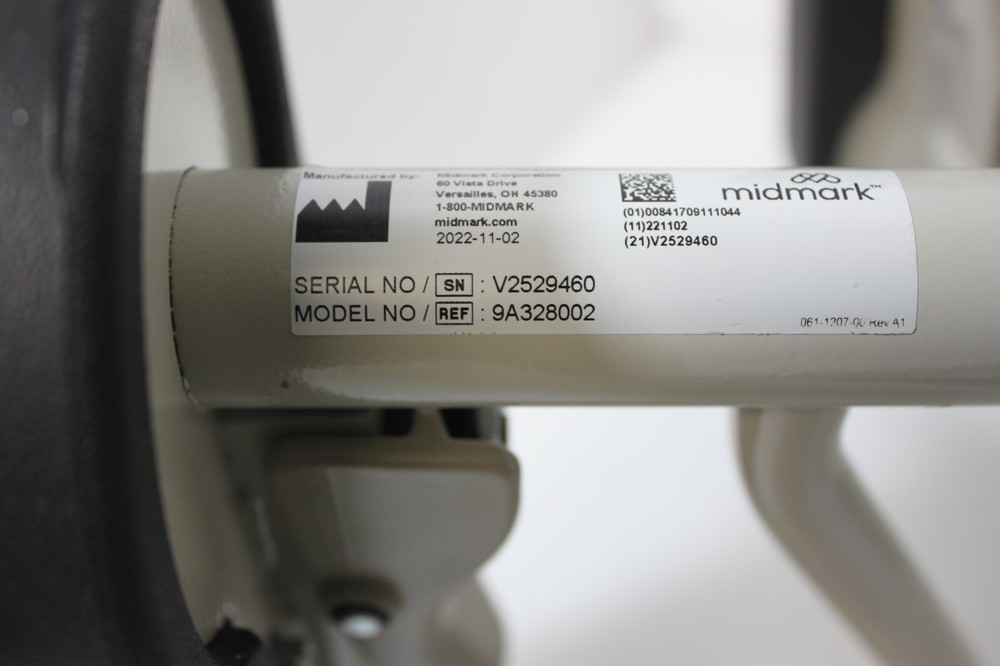 Manufactured by:
Midmark Corporation
60 Vista Drive
Versailles, OH 45380
1-800-MIDMARK
midmark.com
2022-11-02
midmark™
(01)00841709111044
(11)221102
(21)V2529460
SERIAL NO / SN : V2529460
MODEL NO / REF : 9A328002
061-1207-00 Rev A1